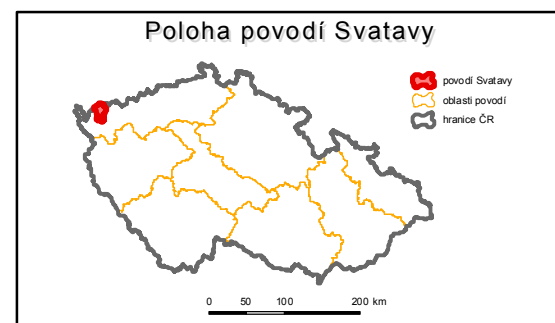 Poloha povodí Svatavy
povodí Svatavy
oblasti povodí
hranice ČR
0 50 100 200 km